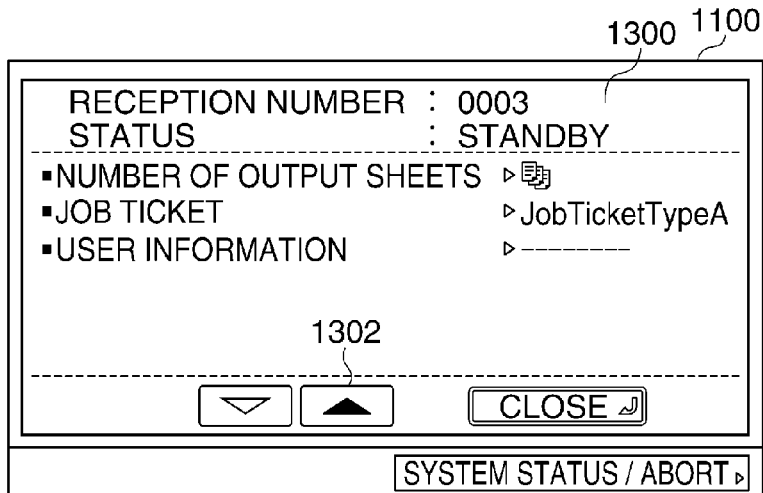 1300 1100
RECEPTION NUMBER : 0003
STATUS : STANDBY
▪NUMBER OF OUTPUT SHEETS ▹
▪JOB TICKET ▹JobTicketTypeA
▪USER INFORMATION ▹--------
1302
CLOSE
SYSTEM STATUS / ABORT ▹